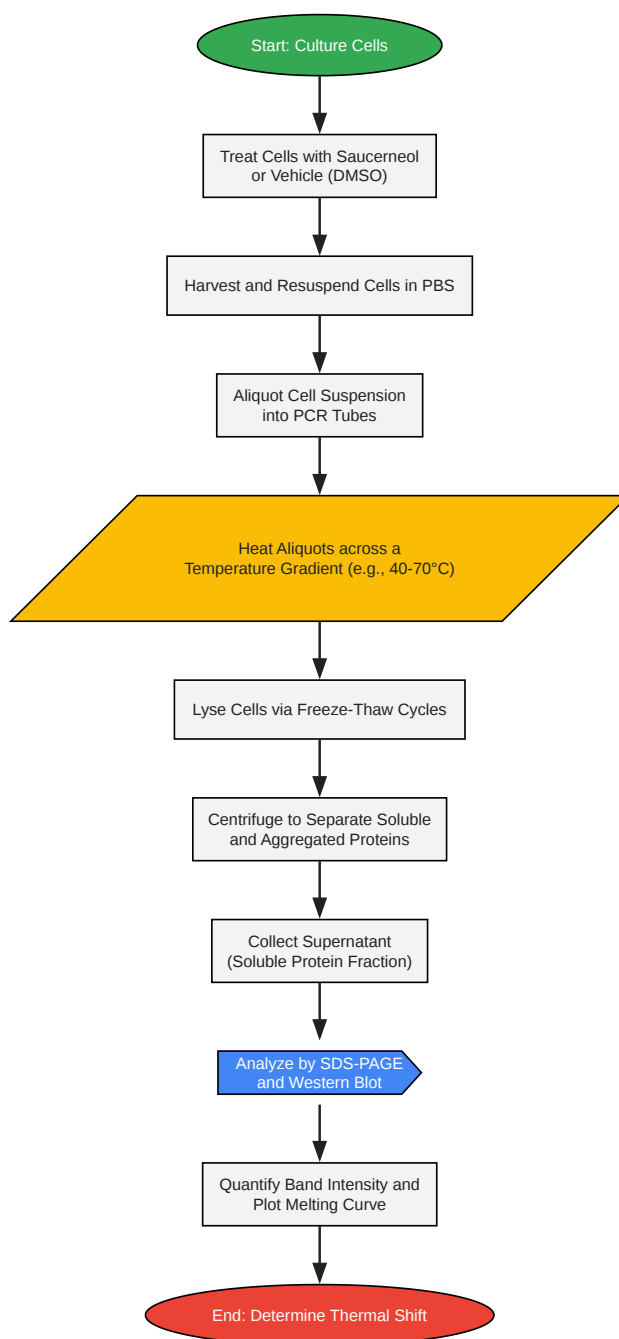 Start: Culture Cells
Treat Cells with Saucerneol
or Vehicle (DMSO)
Harvest and Resuspend Cells in PBS
Aliquot Cell Suspension
into PCR Tubes
Heat Aliquots across a
Temperature Gradient (e.g., 40-70°C)
Lyse Cells via Freeze-Thaw Cycles
Centrifuge to Separate Soluble
and Aggregated Proteins
Collect Supernatant
(Soluble Protein Fraction)
Analyze by SDS-PAGE
and Western Blot
Quantify Band Intensity and
Plot Melting Curve
End: Determine Thermal Shift